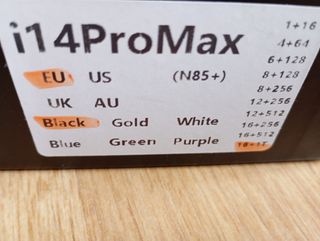 i14ProMax
EU US (N85+)
UK AU
Black Gold White
Blue Green Purple
1+16
4+64
6+128
8+128
8+256
12+256
12+512
16+256
16+512
16+1T